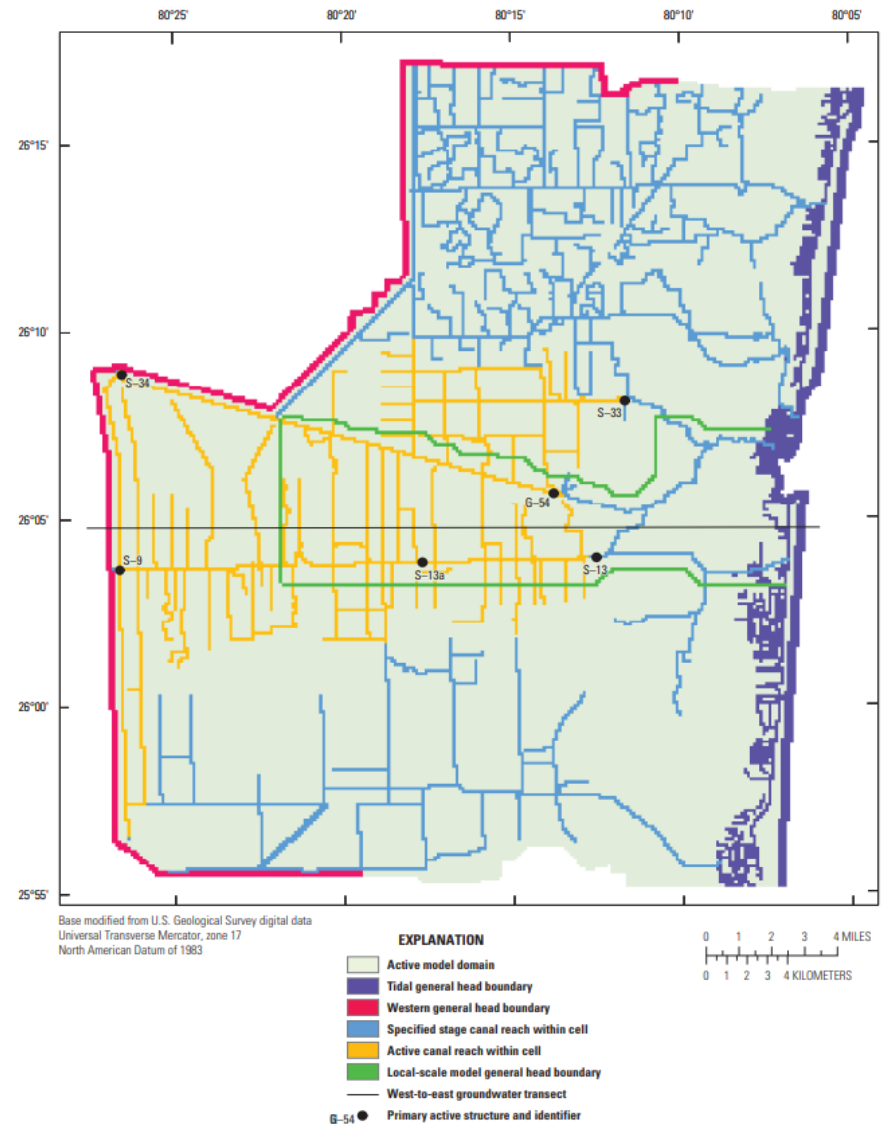 80°25' 80°20' 80°15' 80°10' 80°05'
26°15'
26°10'
S–34
S–33
G–54
26°05'
S–9
S–13a
S–13
26°00'
25°55'
Base modified from U.S. Geological Survey digital data
Universal Transverse Mercator, zone 17
North American Datum of 1983
EXPLANATION
Active model domain
Tidal general head boundary
Western general head boundary
Specified stage canal reach within cell
Active canal reach within cell
Local-scale model general head boundary
West-to-east groundwater transect
G–54 Primary active structure and identifier
0 1 2 3 4 MILES
0 1 2 3 4 KILOMETERS